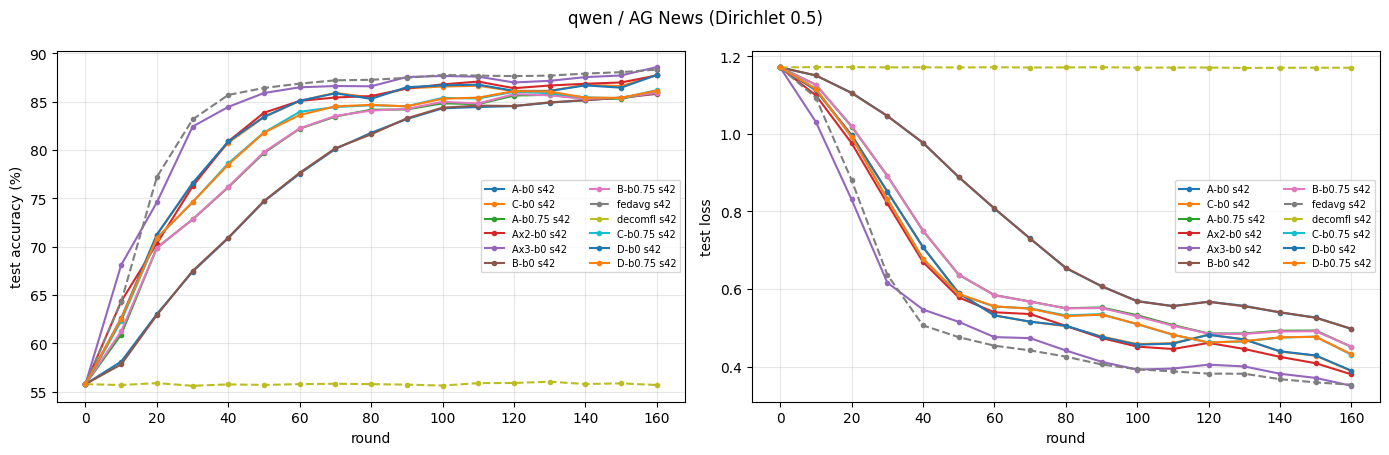 qwen / AG News (Dirichlet 0.5)
90
85
80
75
70
65
60
55
test accuracy (%)
0 20 40 60 80 100 120 140 160
round
A-b0 s42
C-b0 s42
A-b0.75 s42
Ax2-b0 s42
Ax3-b0 s42
B-b0 s42
B-b0.75 s42
fedavg s42
decomfl s42
C-b0.75 s42
D-b0 s42
D-b0.75 s42
1.2
1.0
0.8
0.6
0.4
test loss
0 20 40 60 80 100 120 140 160
round
A-b0 s42
C-b0 s42
A-b0.75 s42
Ax2-b0 s42
Ax3-b0 s42
B-b0 s42
B-b0.75 s42
fedavg s42
decomfl s42
C-b0.75 s42
D-b0 s42
D-b0.75 s42